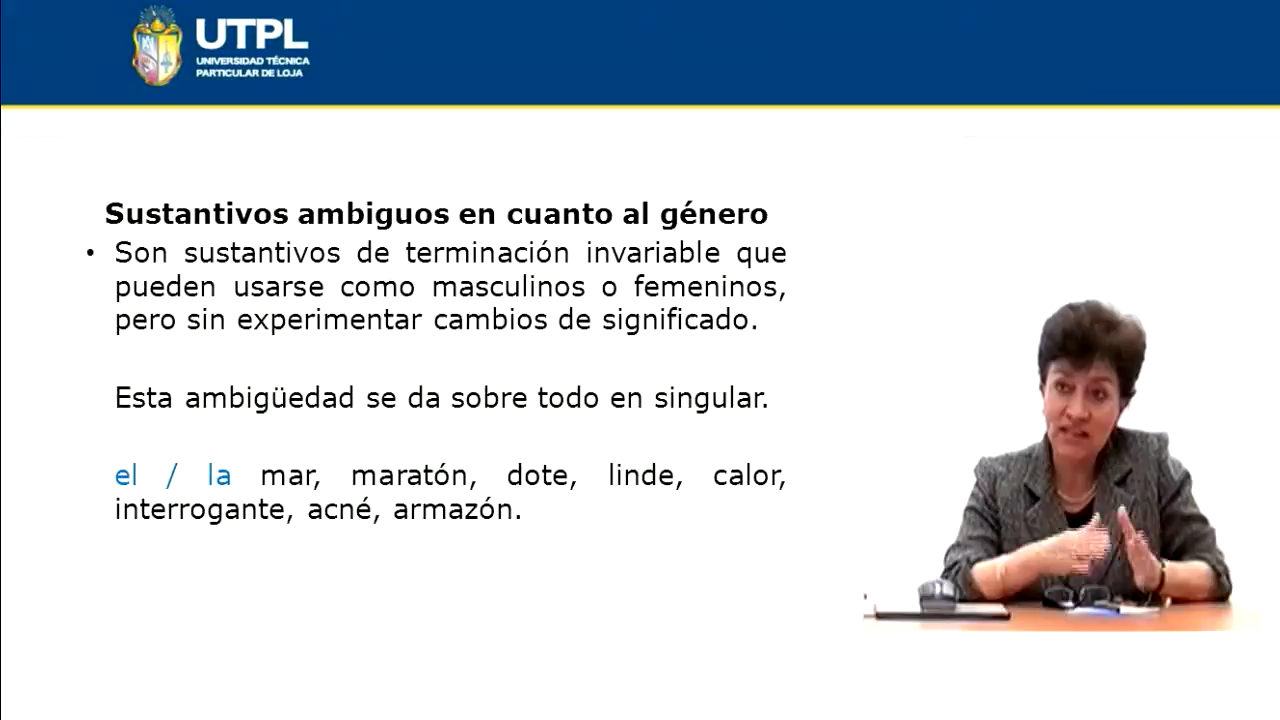 UTPL
UNIVERSIDAD TÉCNICA
PARTICULAR DE LOJA
Sustantivos ambiguos en cuanto al género
• Son sustantivos de terminación invariable que
pueden usarse como masculinos o femeninos,
pero sin experimentar cambios de significado.
Esta ambigüedad se da sobre todo en singular.
el / la mar, maratón, dote, linde, calor,
interrogante, acné, armazón.